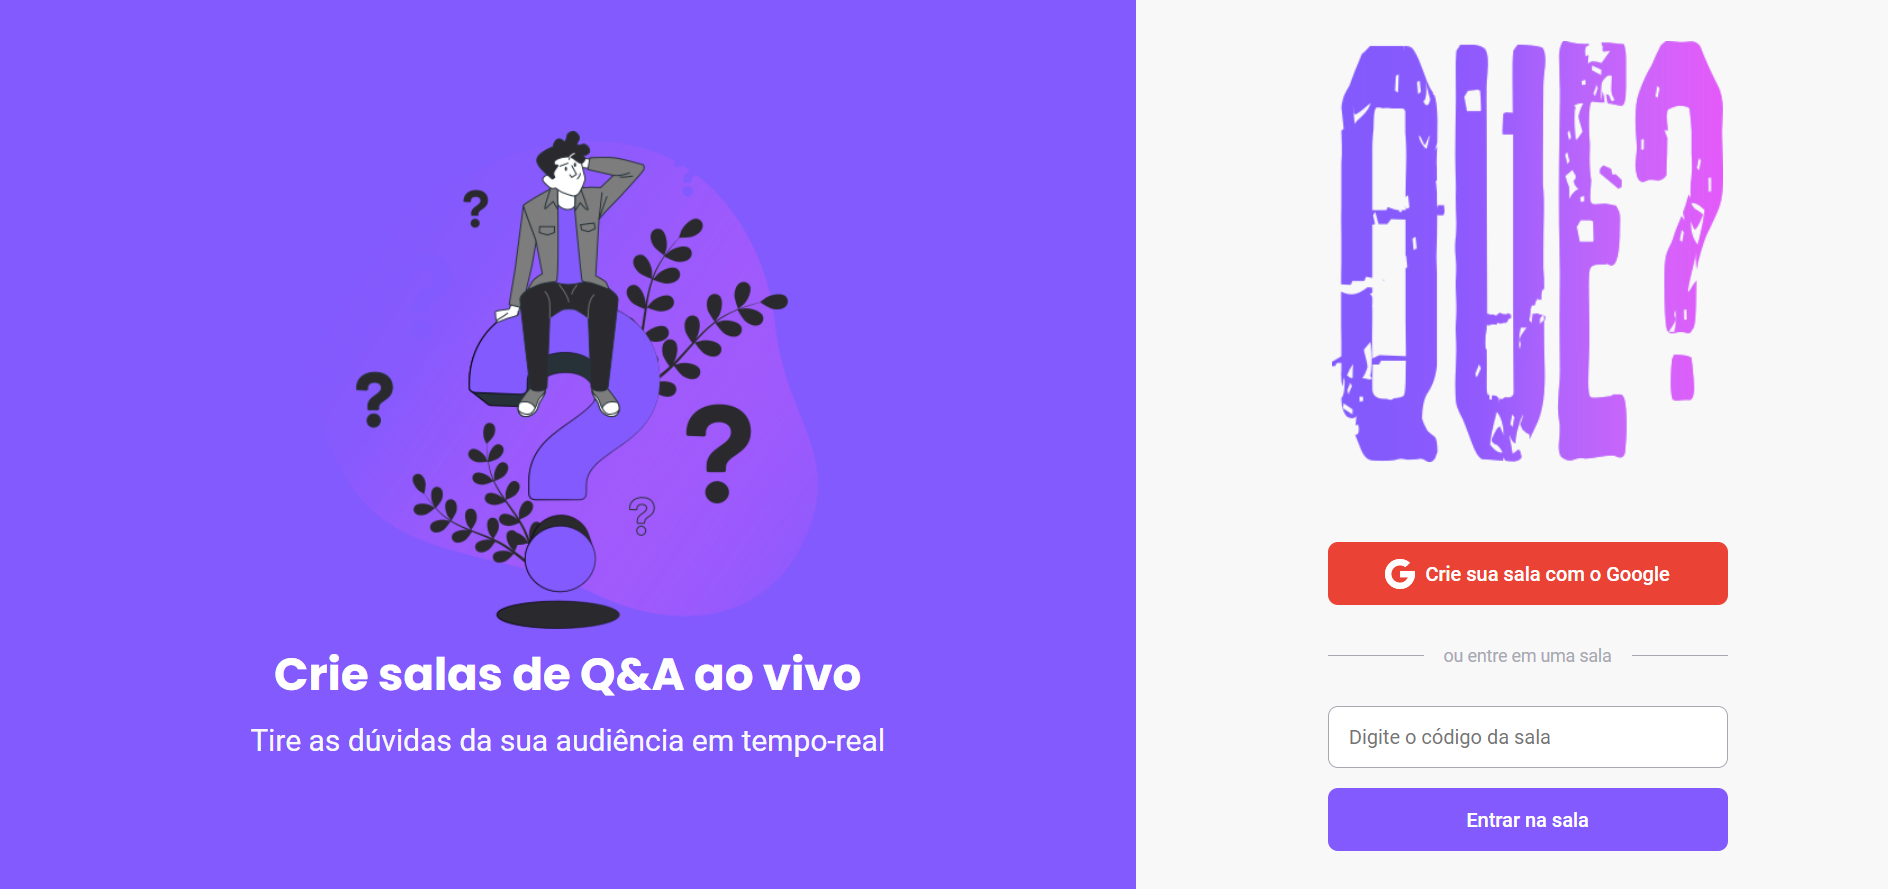 Crie salas de Q&A ao vivo
Tire as dúvidas da sua audiência em tempo-real
QUE?
Crie sua sala com o Google
ou entre em uma sala
Digite o código da sala
Entrar na sala